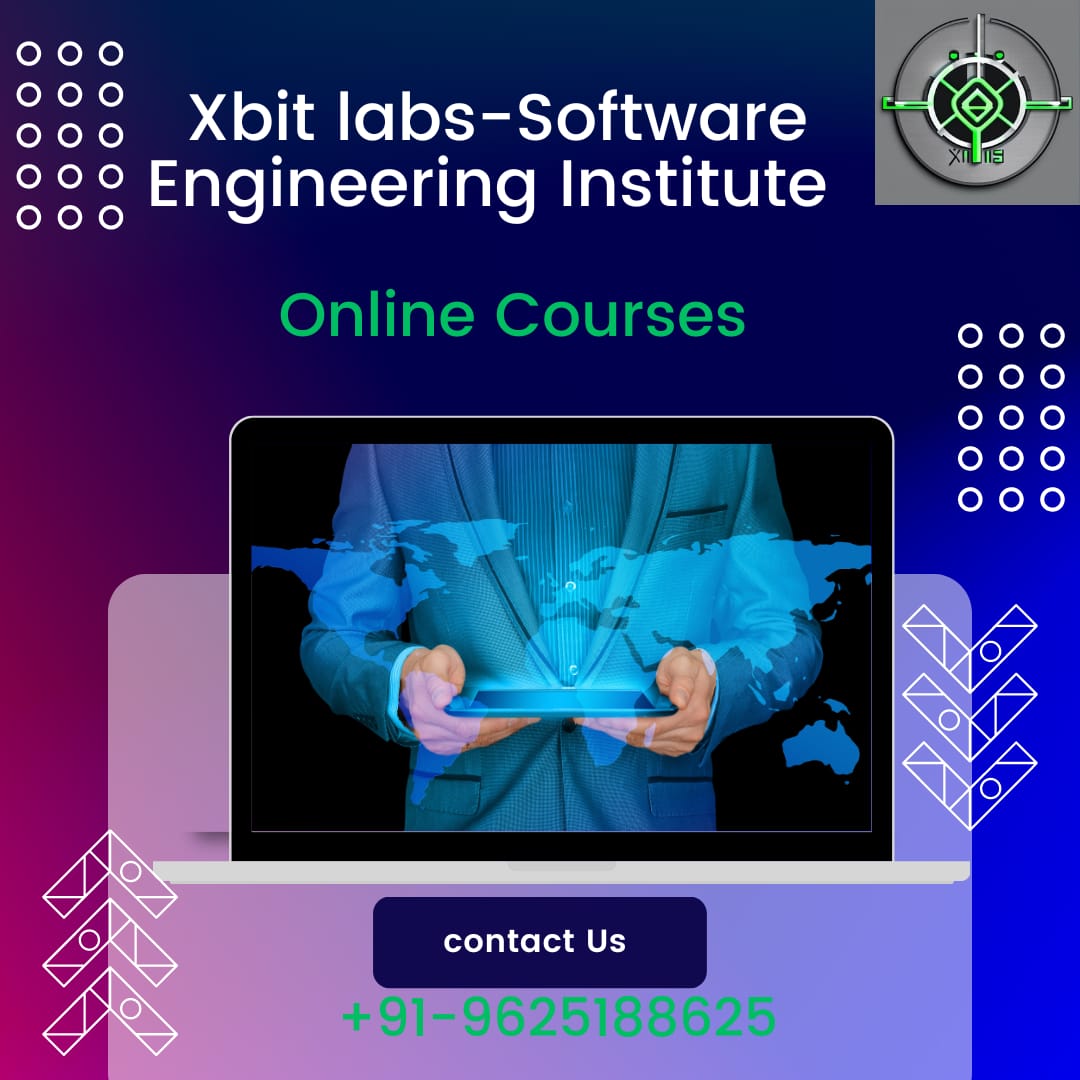 Xbit labs-Software
Engineering Institute
Online Courses
contact Us
+91-9625188625